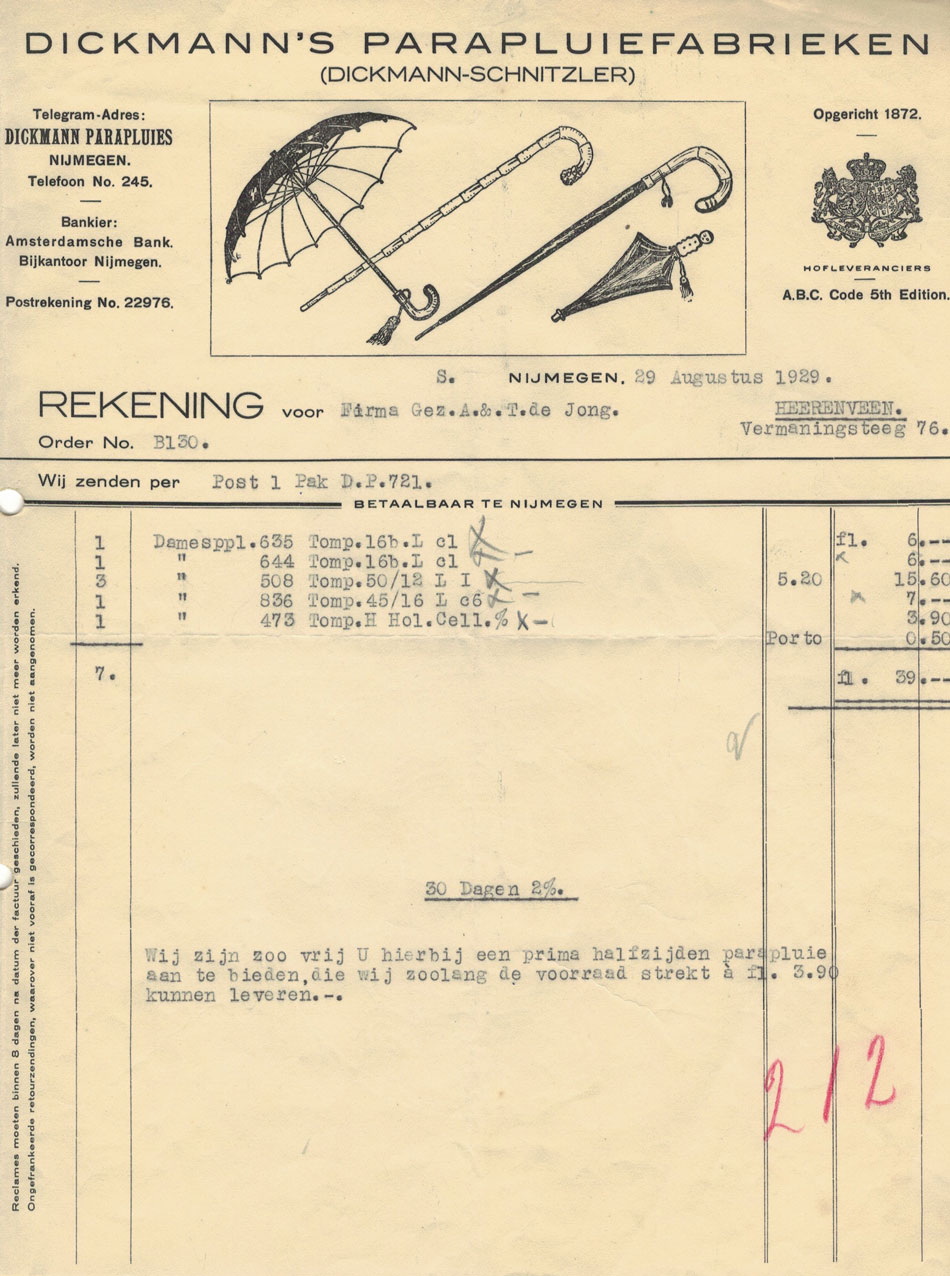 DICKMANN'S PARAPLUIEFABRIEKEN
(DICKMANN-SCHNITZLER)
Telegram-Adres:
DICKMANN PARAPLUIES
NIJMEGEN.
Telefoon No. 245.
Bankier:
Amsterdamsche Bank.
Bijkantoor Nijmegen.
Postrekening No. 22976.
Opgericht 1872.
HOFLEVERANCIERS
A.B.C. Code 5th Edition.
S. NIJMEGEN, 29 Augustus 1929.
REKENING voor Firma Gez.A.&.T.de Jong. HEERENVEEN.
Vermaningsteeg 76.
Order No. B130.
Wij zenden per Post 1 Pak D.P.721.
BETAALBAAR TE NIJMEGEN
1 Damesppl.635 Tomp.16b.L cl fl. 6.--
1 " 644 Tomp.16b.L cl 6.--
3 " 508 Tomp.50/12 L I 5.20 15.60
1 " 836 Tomp.45/16 L c6 7.--
1 " 473 Tomp.H Hol.Cell.% 3.90
Porto 0.50
7. fl. 39.--
30 Dagen 2%.
Wij zijn zoo vrij U hierbij een prima halfzijden parapluie
aan te bieden,die wij zoolang de voorraad strekt à fl. 3.90
kunnen leveren.-.
212
Reclames moeten binnen 8 dagen na datum der factuur geschieden, zullende later niet meer worden erkend.
Ongefrankeerde retourzendingen, waarover niet vooraf is gecorrespondeerd, worden niet aangenomen.